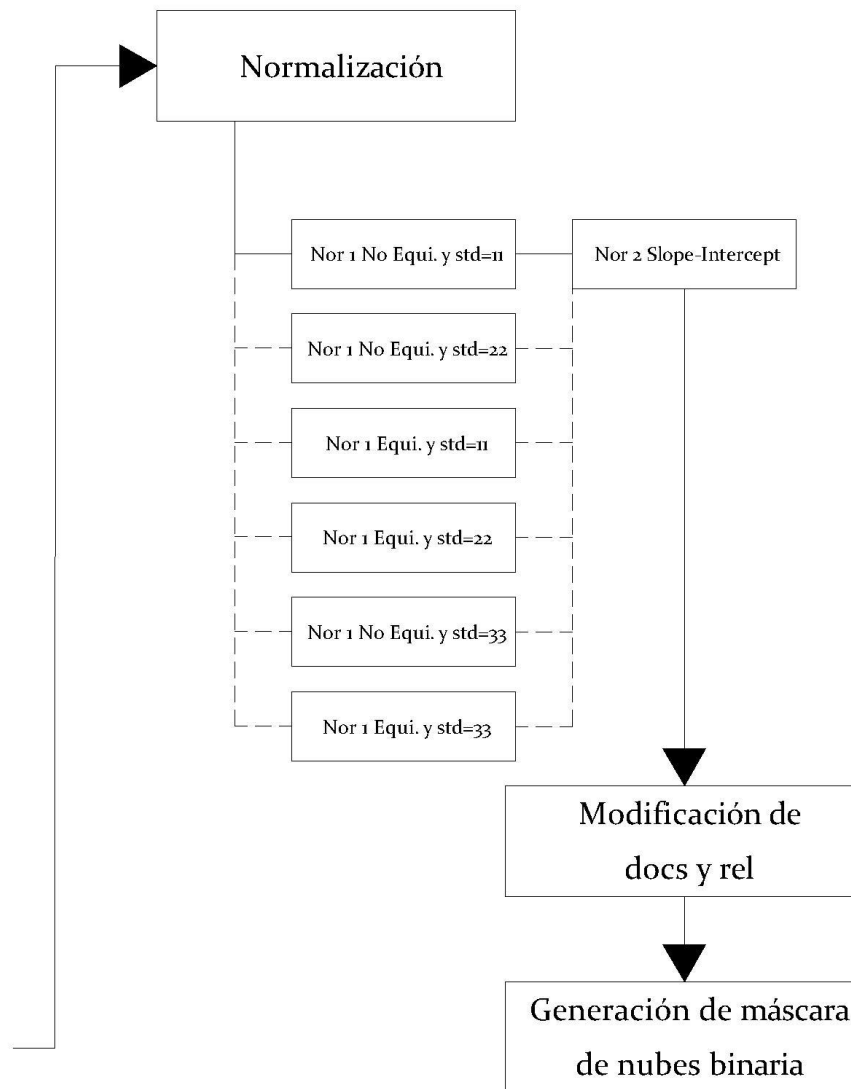 Normalización
Nor 1 No Equi. y std=11
Nor 2 Slope-Intercept
Nor 1 No Equi. y std=22
Nor 1 Equi. y std=11
Nor 1 Equi. y std=22
Nor 1 No Equi. y std=33
Nor 1 Equi. y std=33
Modificación de
docs y rel
Generación de máscara
de nubes binaria